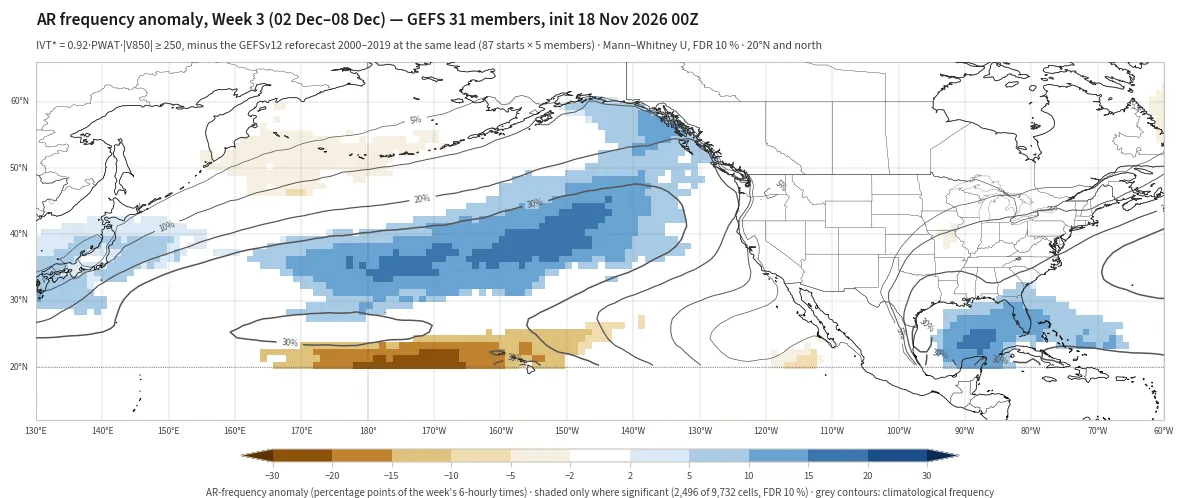 AR frequency anomaly, Week 3 (02 Dec–08 Dec) — GEFS 31 members, init 18 Nov 2026 00Z
IVT* = 0.92·PWAT·|V850| ≥ 250, minus the GEFSv12 reforecast 2000–2019 at the same lead (87 starts × 5 members) · Mann–Whitney U, FDR 10 % · 20°N and north
60°N
50°N
40°N
30°N
20°N
5%
10%
20%
30%
30%
30%
5%
30%
5%
30%
30%
130°E 140°E 150°E 160°E 170°E 180° 170°W 160°W 150°W 140°W 130°W 120°W 110°W 100°W 90°W 80°W 70°W 60°W
−30 −20 −15 −10 −5 −2 2 5 10 15 20 30
AR-frequency anomaly (percentage points of the week's 6-hourly times) · shaded only where significant (2,496 of 9,732 cells, FDR 10 %) · grey contours: climatological frequency